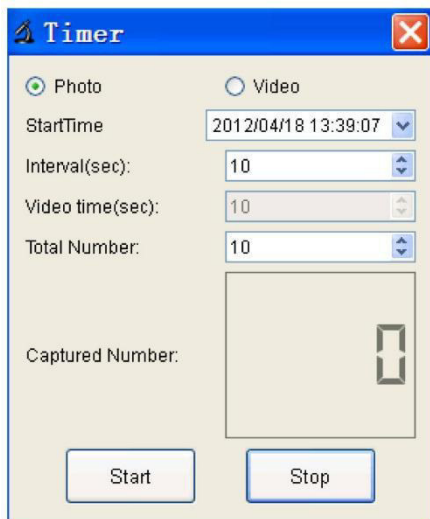 Timer
Photo Video
StartTime 2012/04/18 13:39:07
Interval(sec): 10
Video time(sec): 10
Total Number: 10
Captured Number: 0
Start Stop